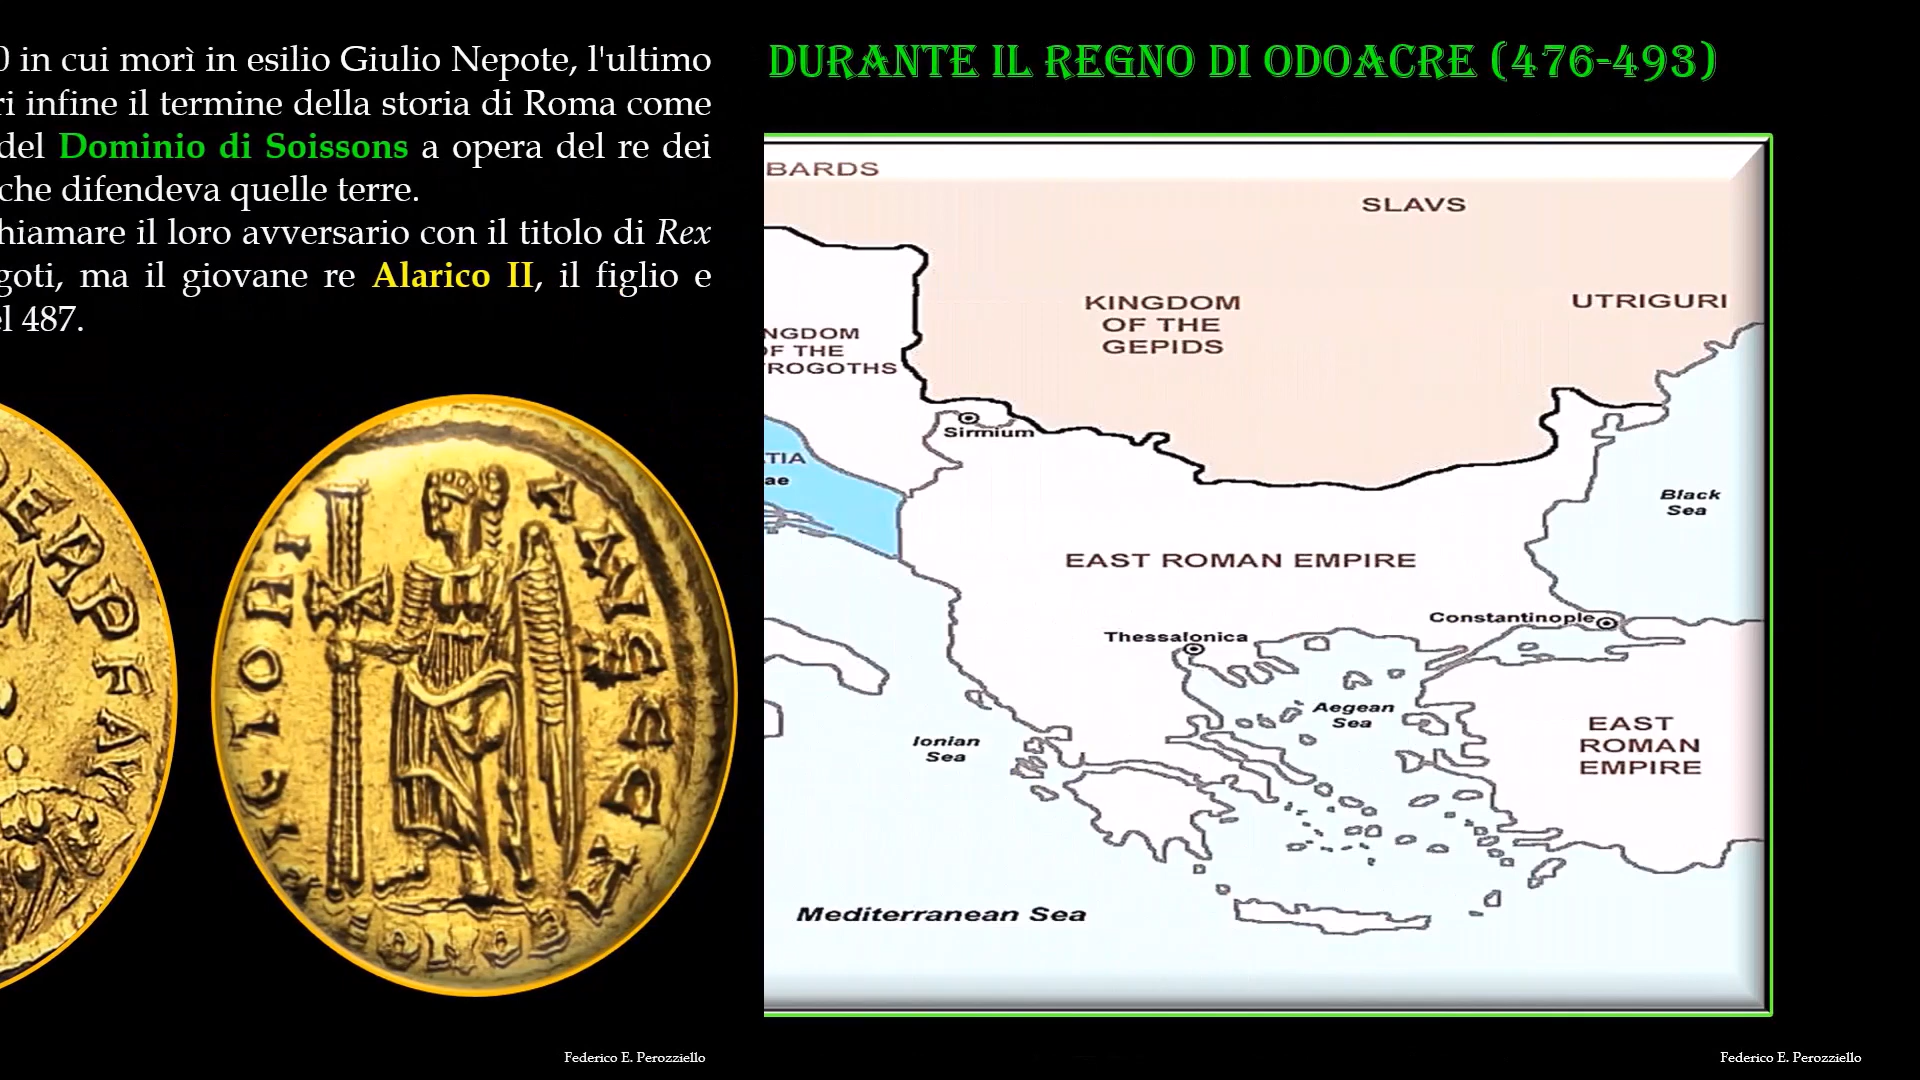 0 in cui morì in esilio Giulio Nepote, l'ultimo
ri infine il termine della storia di Roma come
del Dominio di Soissons a opera del re dei
che difendeva quelle terre.
hiamare il loro avversario con il titolo di Rex
goti, ma il giovane re Alarico II, il figlio e
el 487.
DURANTE IL REGNO DI ODOACRE (476-493)
BARDS
SLAVS
KINGDOM
OF THE
GEPIDS
UTRIGURI
NGDOM
OF THE
TROGOTHS
Sirmium
TIA
ae
Black
Sea
EAST ROMAN EMPIRE
Constantinople
Thessalonica
Aegean
Sea
Ionian
Sea
EAST
ROMAN
EMPIRE
Mediterranean Sea
Federico E. Perozziello
Federico E. Perozziello